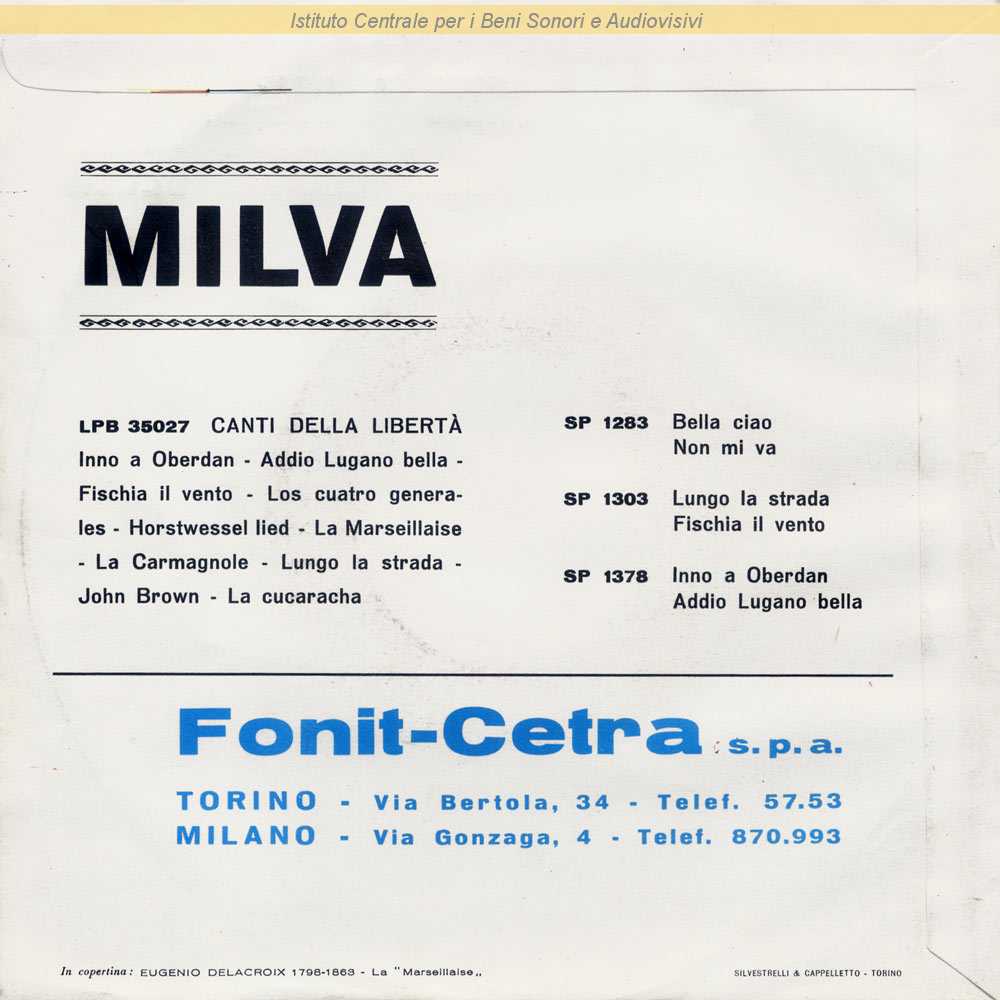 Istituto Centrale per i Beni Sonori e Audiovisivi
MILVA
LPB 35027 CANTI DELLA LIBERTÀ
Inno a Oberdan - Addio Lugano bella -
Fischia il vento - Los cuatro genera-
les - Horstwessel lied - La Marseillaise
- La Carmagnole - Lungo la strada -
John Brown - La cucaracha
SP 1283 Bella ciao
Non mi va
SP 1303 Lungo la strada
Fischia il vento
SP 1378 Inno a Oberdan
Addio Lugano bella
Fonit-Cetra s.p.a.
TORINO - Via Bertola, 34 - Telef. 57.53
MILANO - Via Gonzaga, 4 - Telef. 870.993
In copertina: EUGENIO DELACROIX 1798-1863 - La "Marseillaise„
SILVESTRELLI & CAPPELLETTO - TORINO